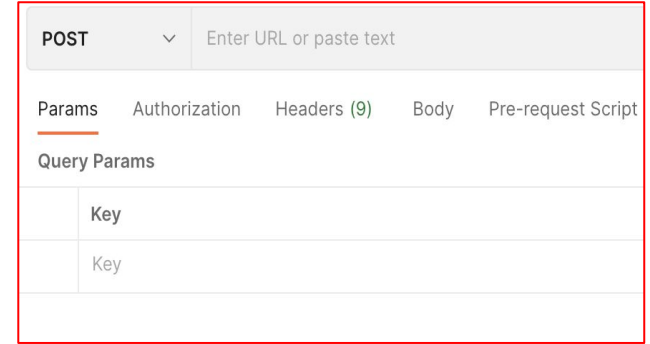 POST Enter URL or paste text
Params Authorization Headers (9) Body Pre-request Script
Query Params
Key
Key